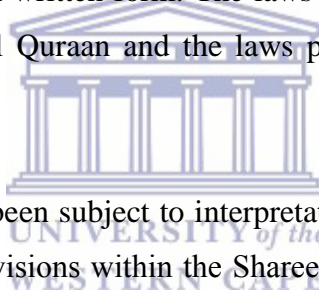 written form. The laws
Quraan and the laws p
been subject to interpretat
UNIVERSITY of the
visions within the Sharee
WESTERN CAPE